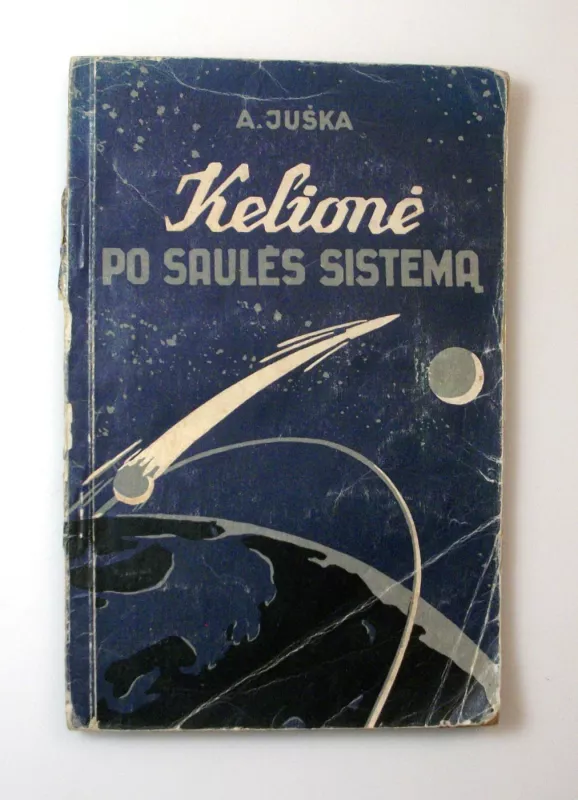 A. JUŠKA
Kelionė
PO SAULĖS SISTEMĄ